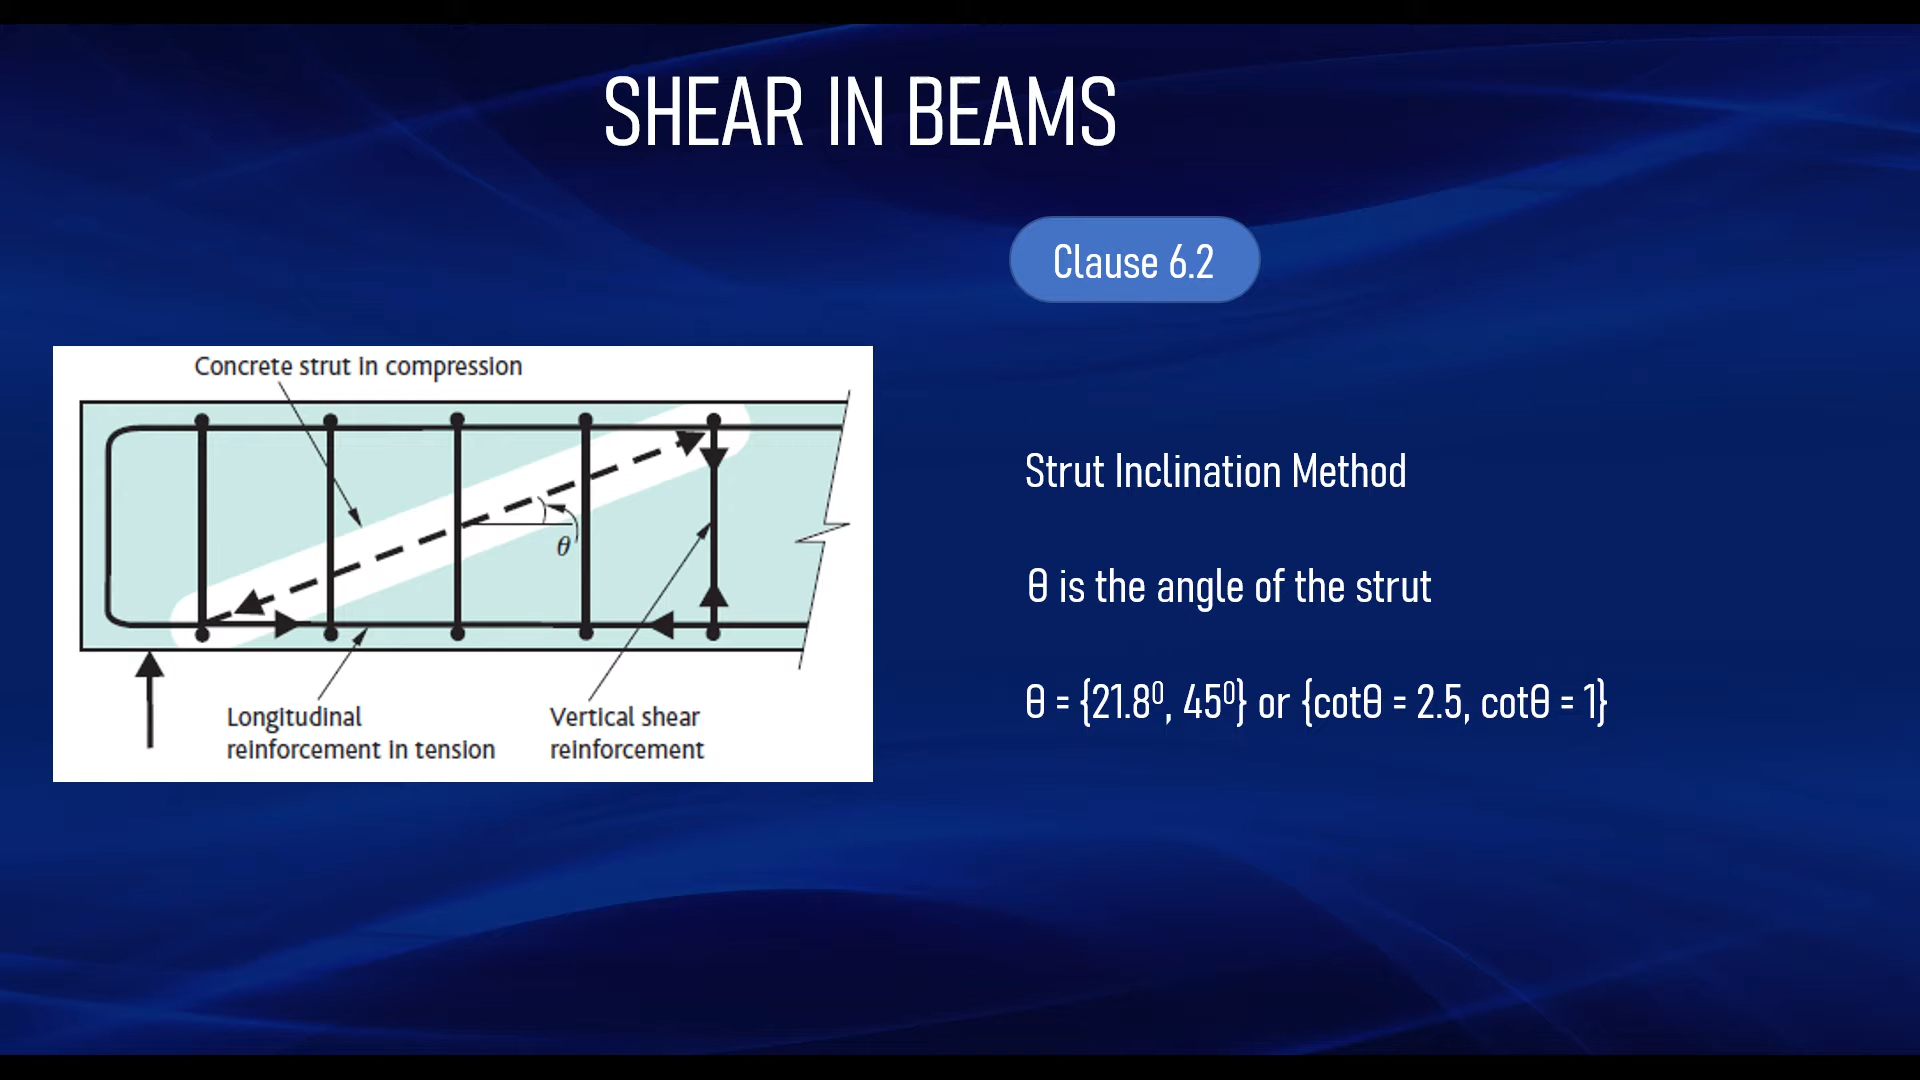 SHEAR IN BEAMS
Clause 6.2
Concrete strut in compression
θ
Longitudinal
reinforcement in tension
Vertical shear
reinforcement
Strut Inclination Method
θ is the angle of the strut
θ = {21.8⁰, 45⁰} or {cotθ = 2.5, cotθ = 1}